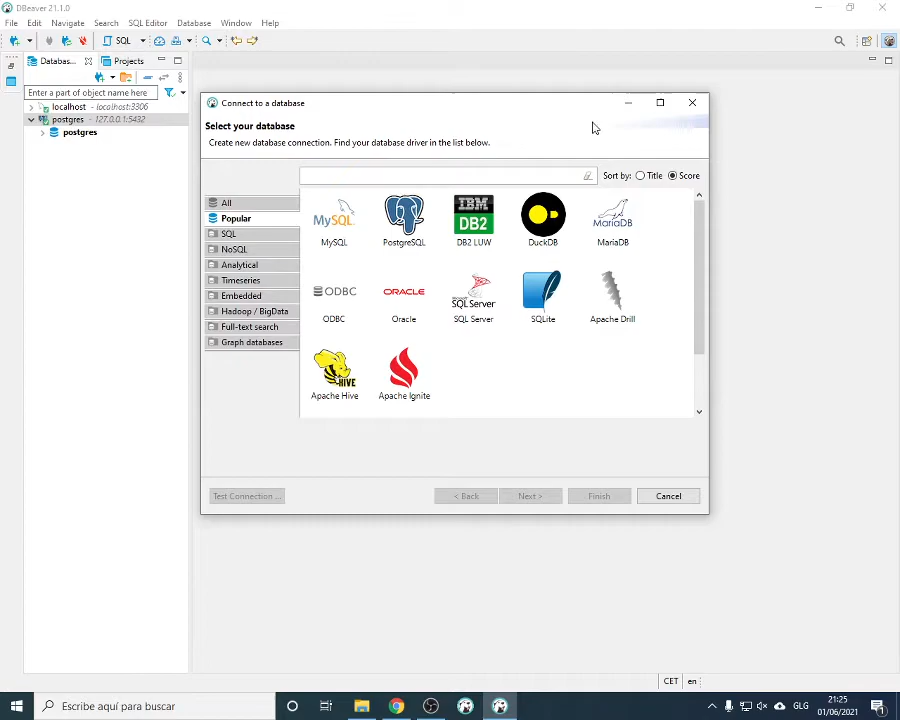 DBeaver 21.1.0
File Edit Navigate Search SQL Editor Database Window Help
SQL
Databas... Projects
Enter a part of object name here
localhost - localhost:3306
postgres - 127.0.0.1:5432
postgres
Connect to a database
Select your database
Create new database connection. Find your database driver in the list below.
Sort by: Title Score
All
Popular
SQL
NoSQL
Analytical
Timeseries
Embedded
Hadoop / BigData
Full-text search
Graph databases
MySQL
IBM
DB2
MariaDB
MySQL PostgreSQL DB2 LUW DuckDB MariaDB
ODBC ORACLE Microsoft SQL Server
ODBC Oracle SQL Server SQLite Apache Drill
HIVE
Apache Hive Apache Ignite
Test Connection ... < Back Next > Finish Cancel
CET en
Escribe aquí para buscar
GLG
21:25
01/06/2021
1